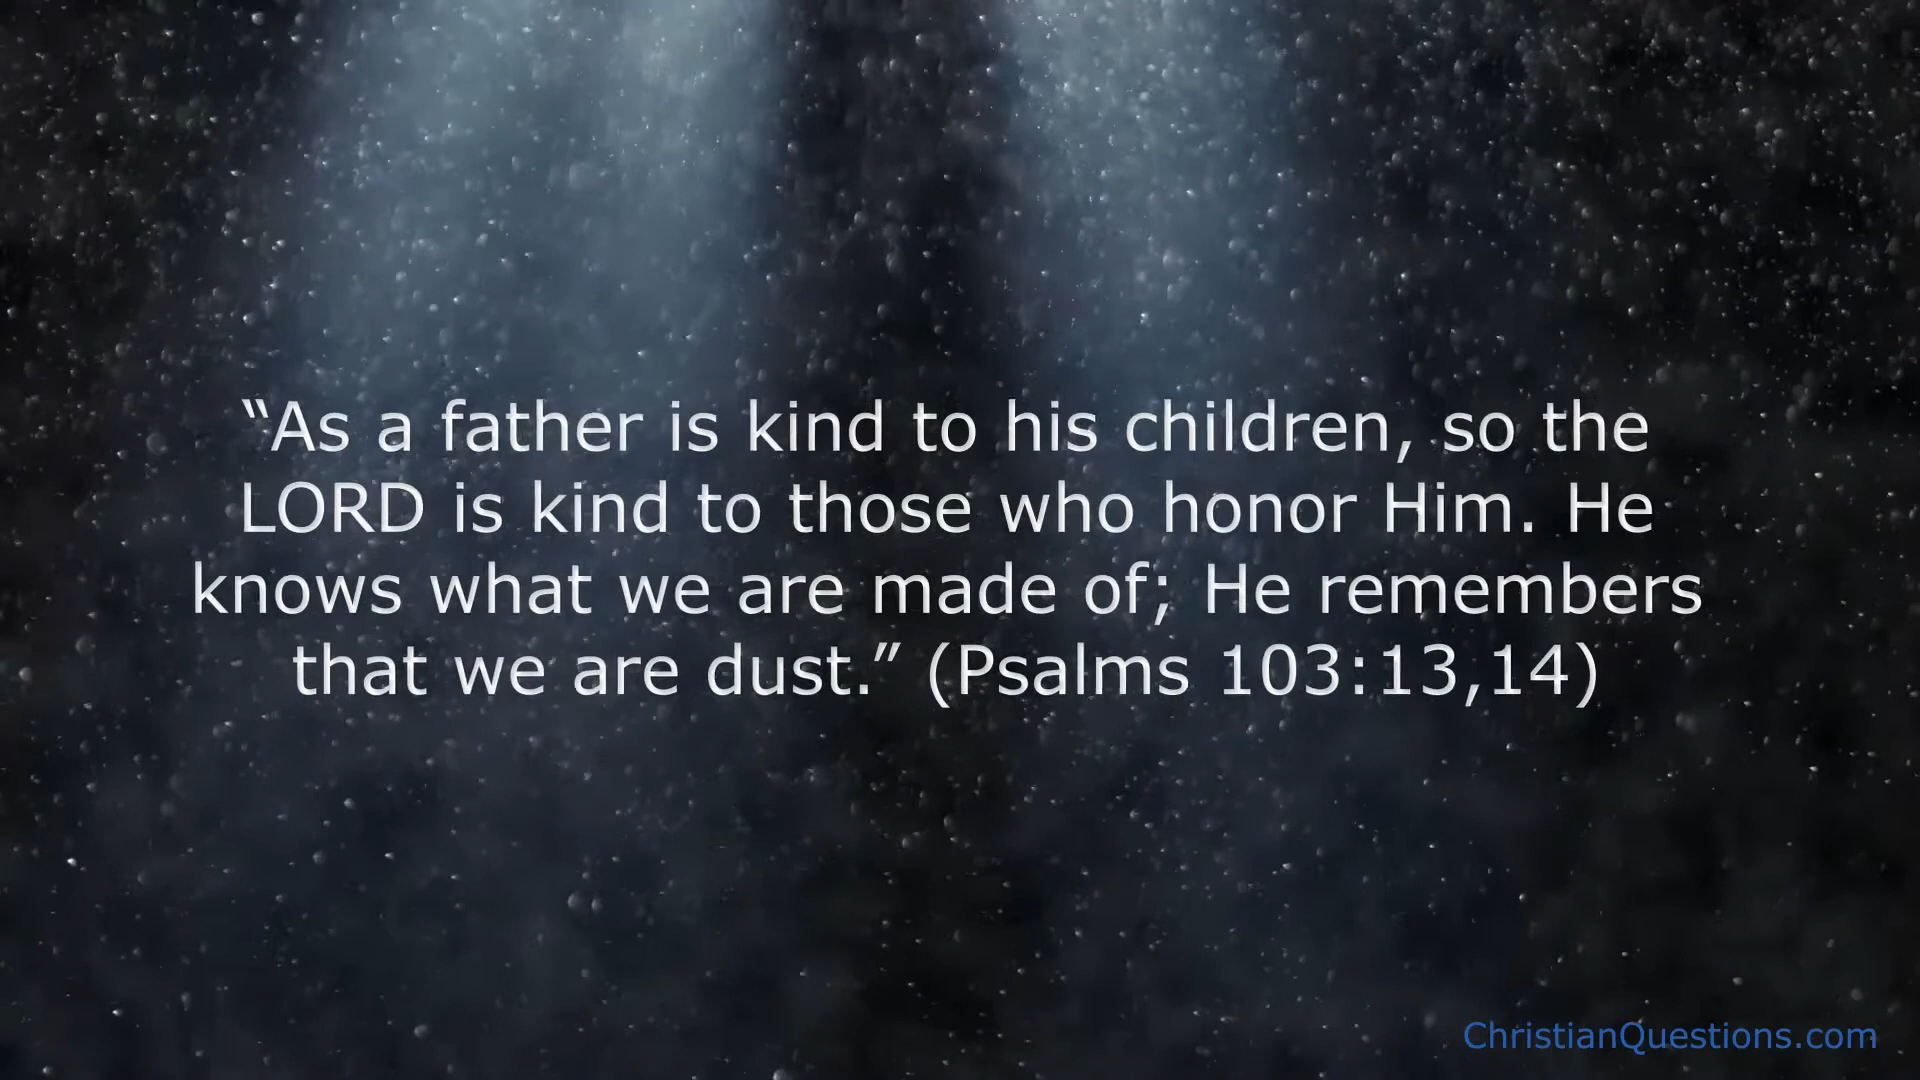 “As a father is kind to his children, so the
LORD is kind to those who honor Him. He
knows what we are made of; He remembers
that we are dust.” (Psalms 103:13,14)
ChristianQuestions.com